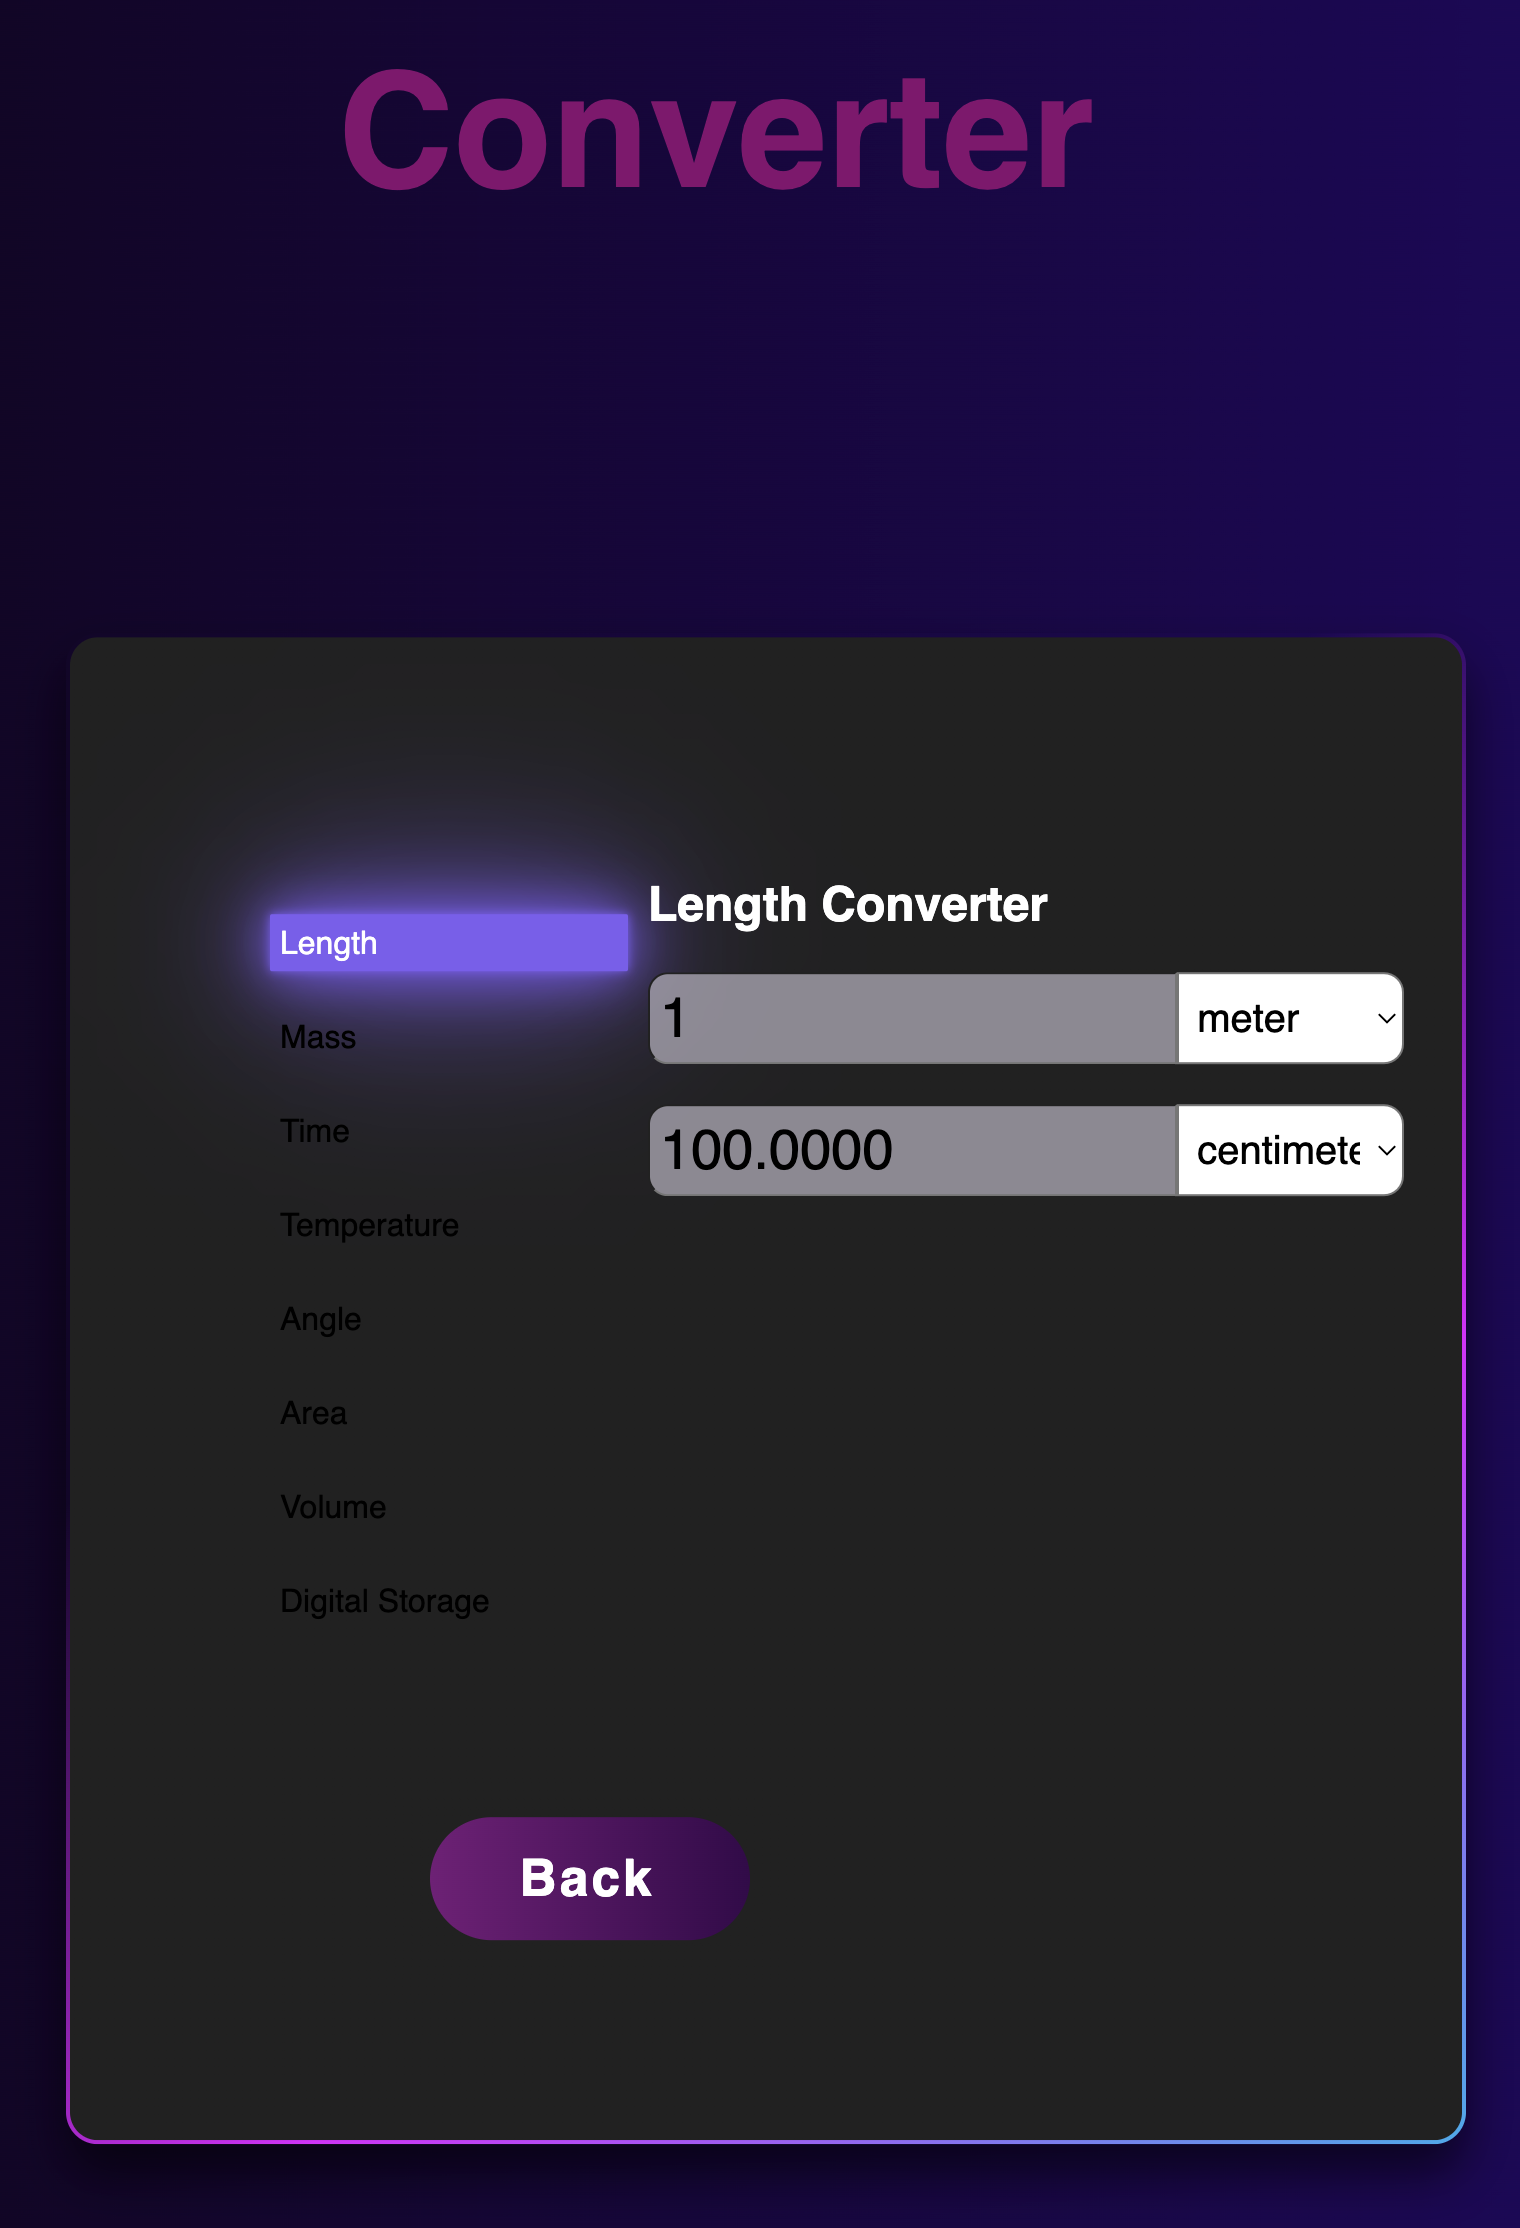 Converter
Length
Mass
Time
Temperature
Angle
Area
Volume
Digital Storage
Length Converter
1 meter
100.0000 centimete
Back